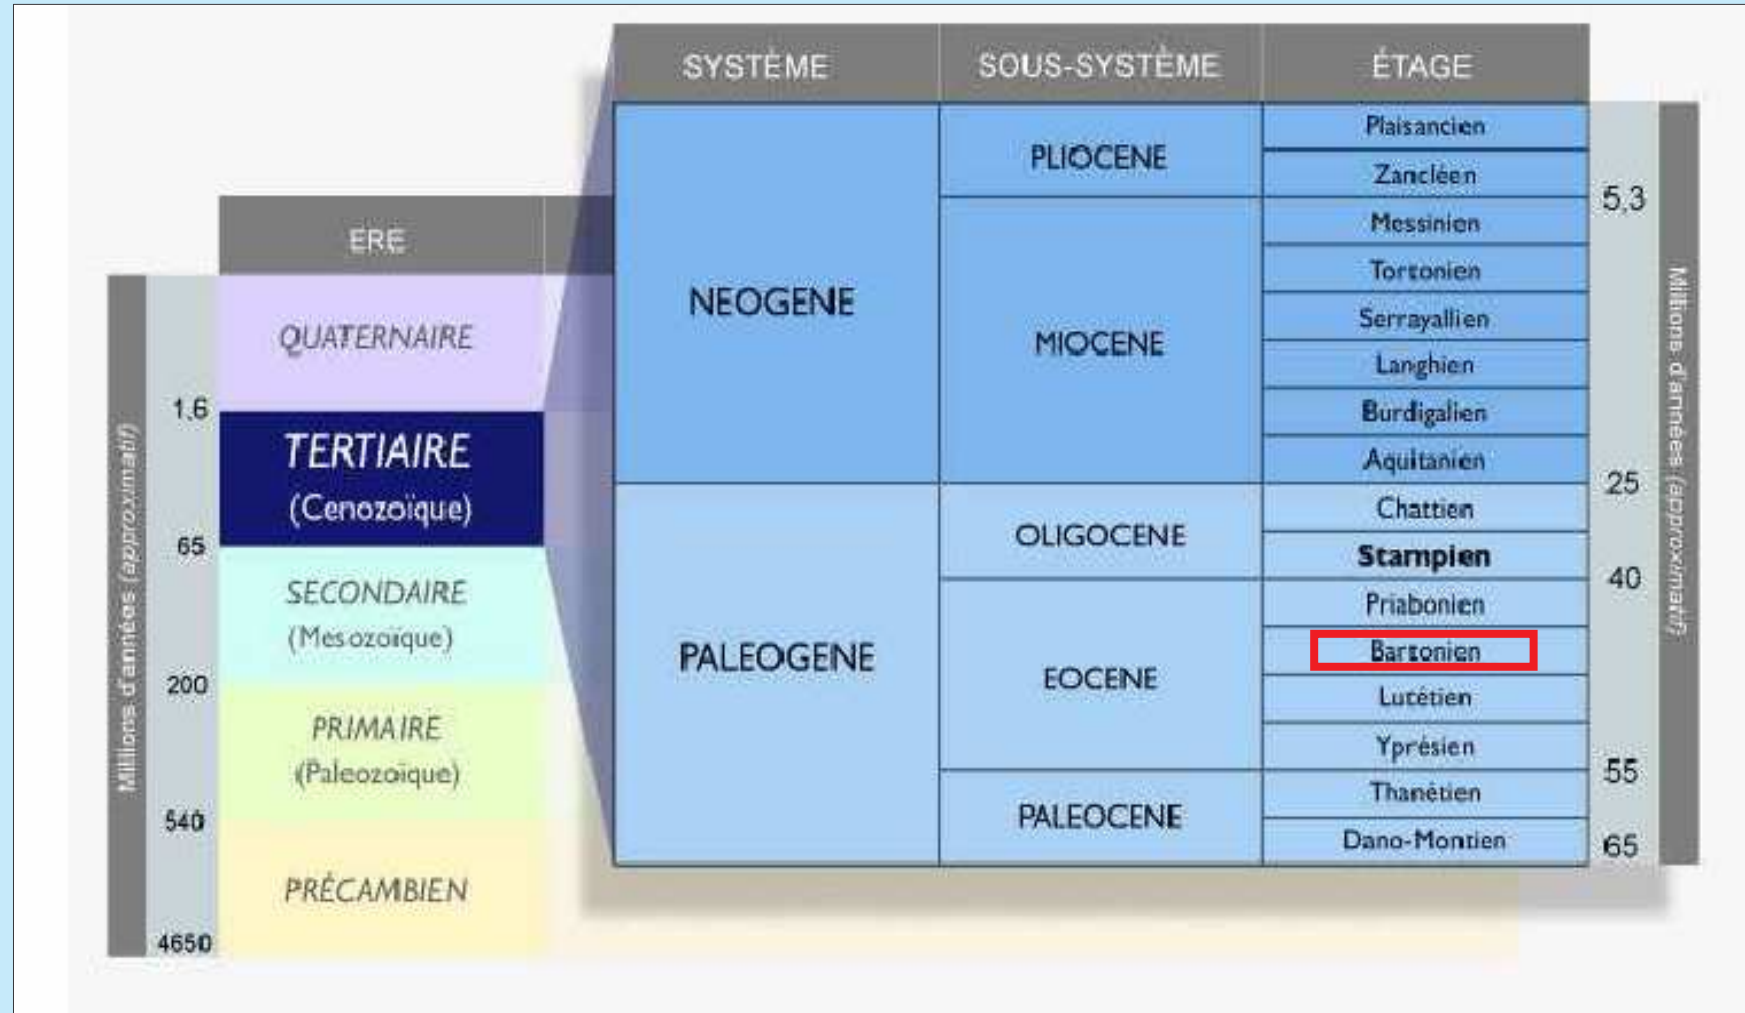 SYSTÈME SOUS-SYSTÈME ÉTAGE
NEOGENE
PLIOCENE
Plaisancien
Zancléen
5,3
MIOCENE
Messinien
Tortonien
Serrayallien
Langhien
Burdigalien
Aquitanien
25
PALEOGENE
OLIGOCENE
Chattien
Stampien
40
EOCENE
Priabonien
Bartonien
Lutétien
Yprésien
55
PALEOCENE
Thanétien
Dano-Montien
65
Millions d'années (approximatif)
ERE
QUATERNAIRE
1,6
TERTIAIRE
(Cenozoïque)
65
SECONDAIRE
(Mesozoïque)
200
PRIMAIRE
(Paleozoïque)
540
PRÉCAMBIEN
4650
Millions d'années (approximatif)